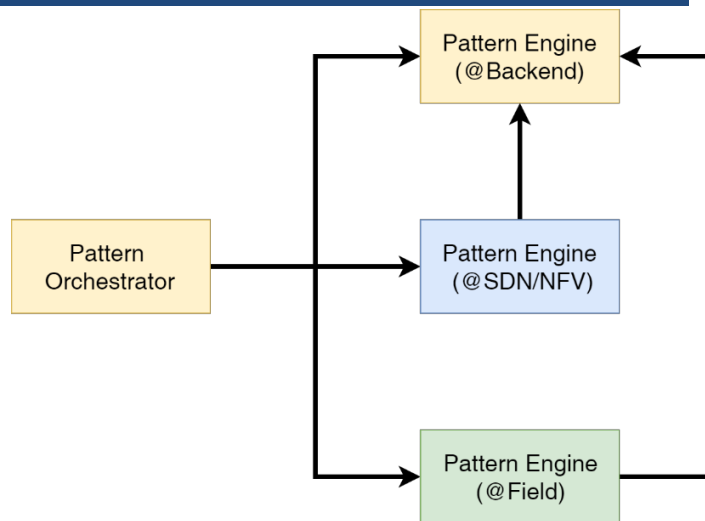 Pattern Engine
(@Backend)
Pattern
Orchestrator
Pattern Engine
(@SDN/NFV)
Pattern Engine
(@Field)